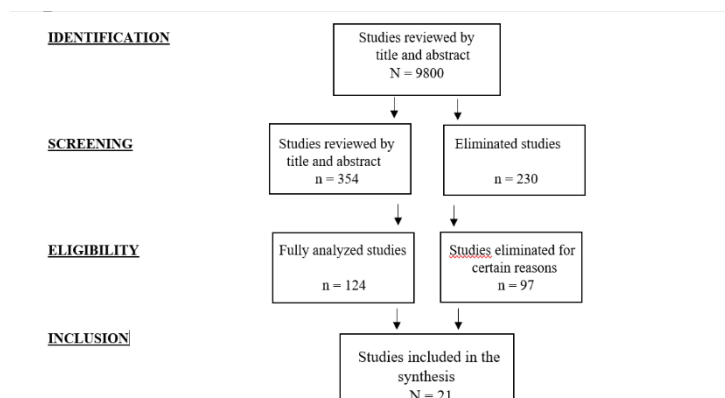 IDENTIFICATION
Studies reviewed by
title and abstract
N = 9800
SCREENING
Studies reviewed by
title and abstract
n = 354
Eliminated studies
n = 230
ELIGIBILITY
Fully analyzed studies
n = 124
Studies eliminated for
certain reasons
n = 97
INCLUSION
Studies included in the
synthesis
N = 21